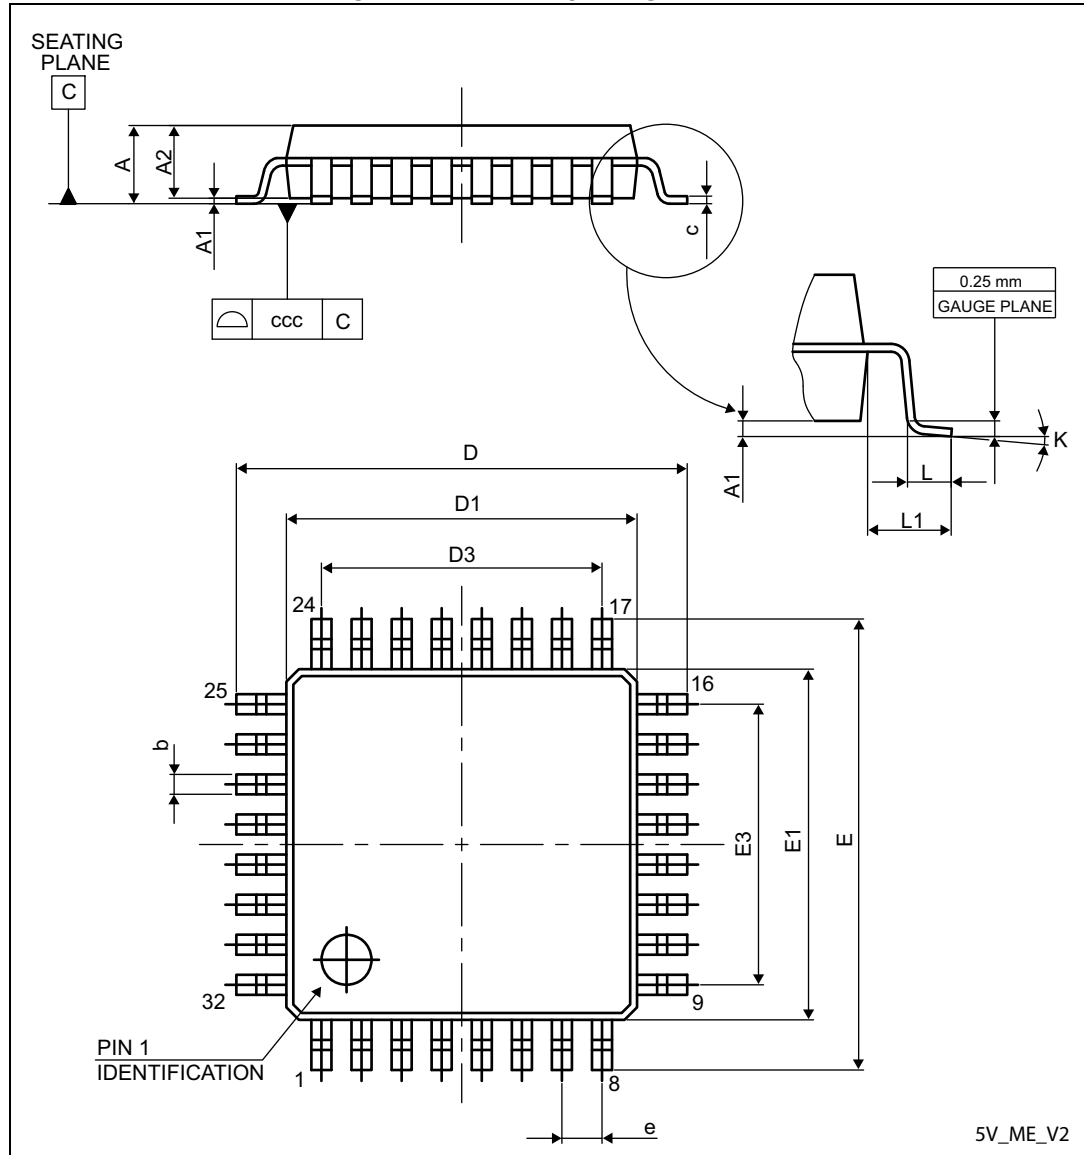 SEATING
PLANE
C
A
A2
A1
c
ccc
C
0.25 mm
GAUGE PLANE
A1
K
L
L1
D
D1
D3
24
17
25
16
b
E3
E1
E
32
9
PIN 1
IDENTIFICATION
1
8
e
5V_ME_V2